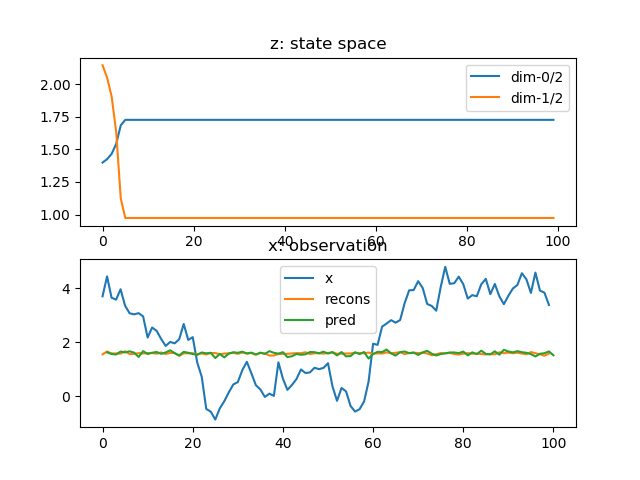 z: state space
2.00
1.75
1.50
1.25
1.00
dim-0/2
dim-1/2
0 20 40 60 80 100
x: observation
4
2
0
x
recons
pred
0 20 40 60 80 100